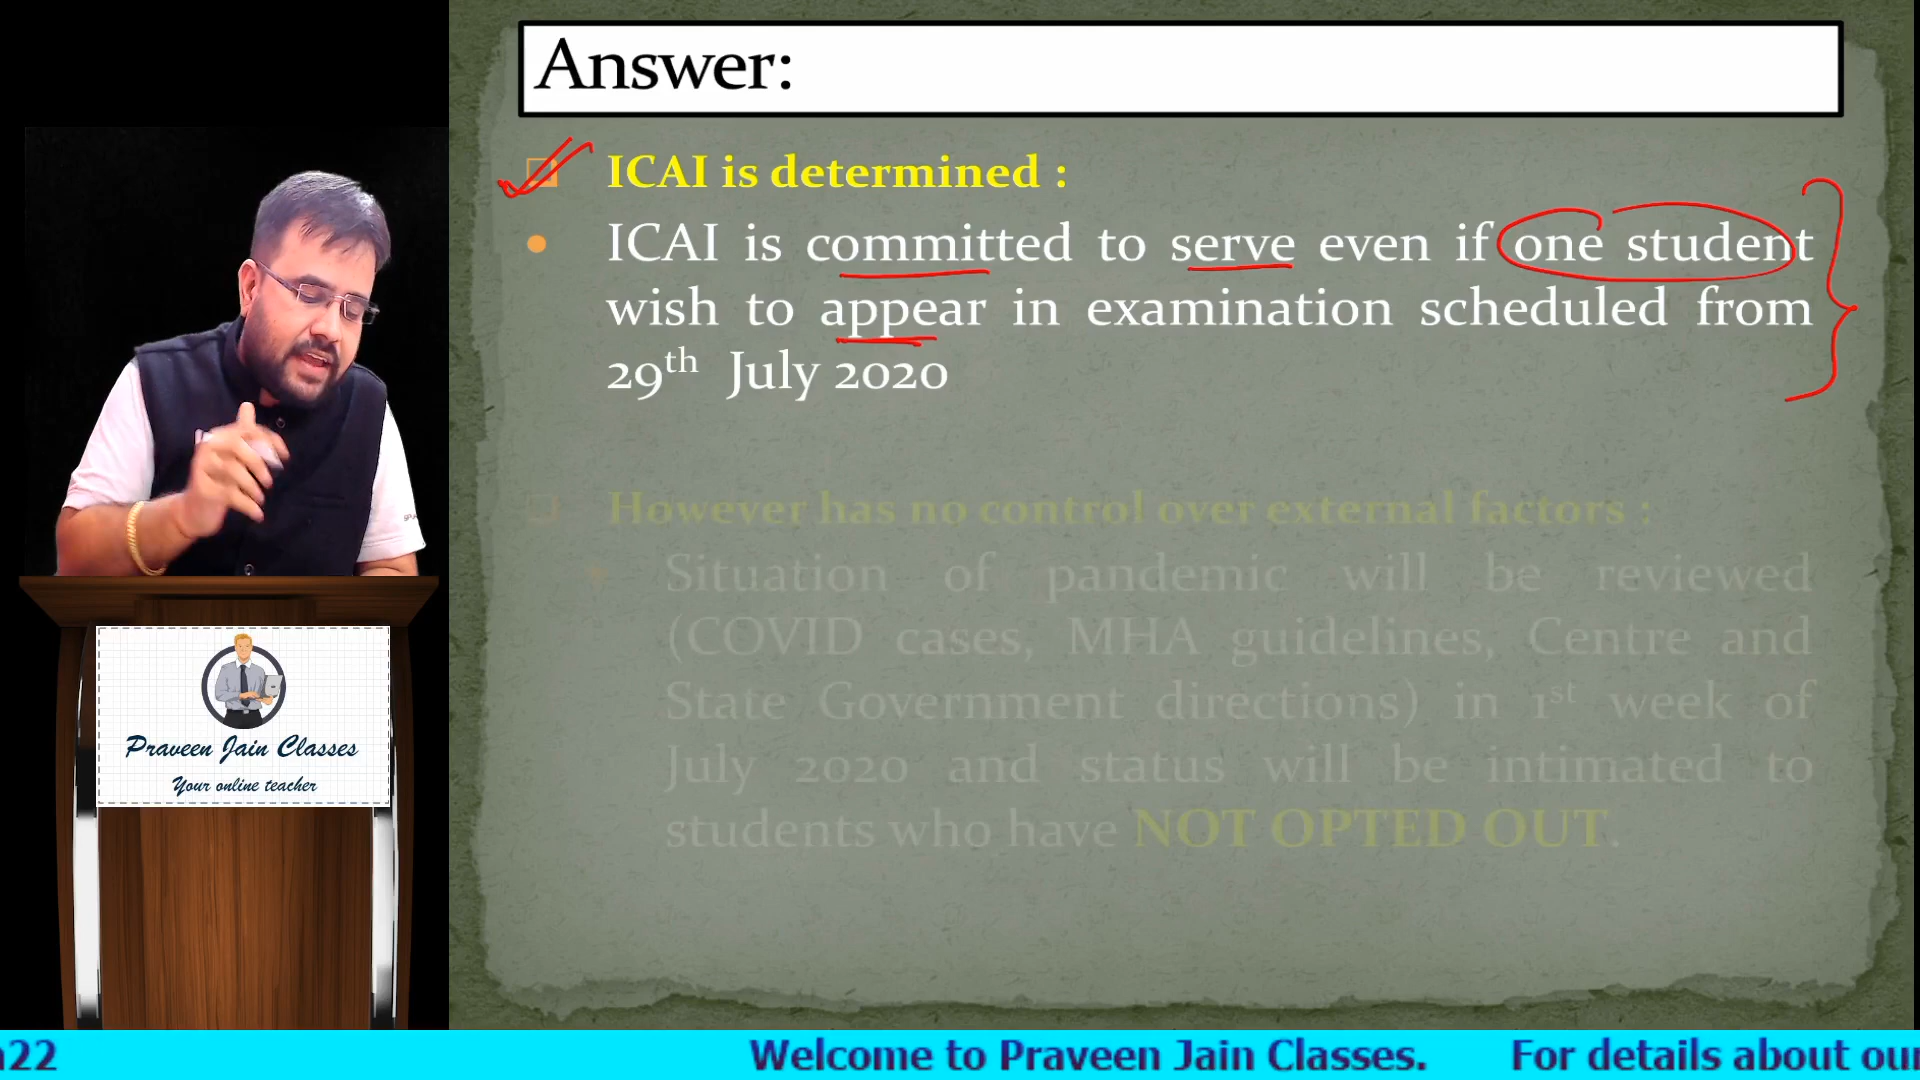 Answer:
ICAI is determined :
ICAI is committed to serve even if one student
wish to appear in examination scheduled from
29th July 2020
However has no control over external factors :
Situation of pandemic will be reviewed
(COVID cases, MHA guidelines, Centre and
State Government directions) in 1st week of
July 2020 and status will be intimated to
students who have NOT OPTED OUT.
Praveen Jain Classes
Your online teacher
22 Welcome to Praveen Jain Classes. For details about our